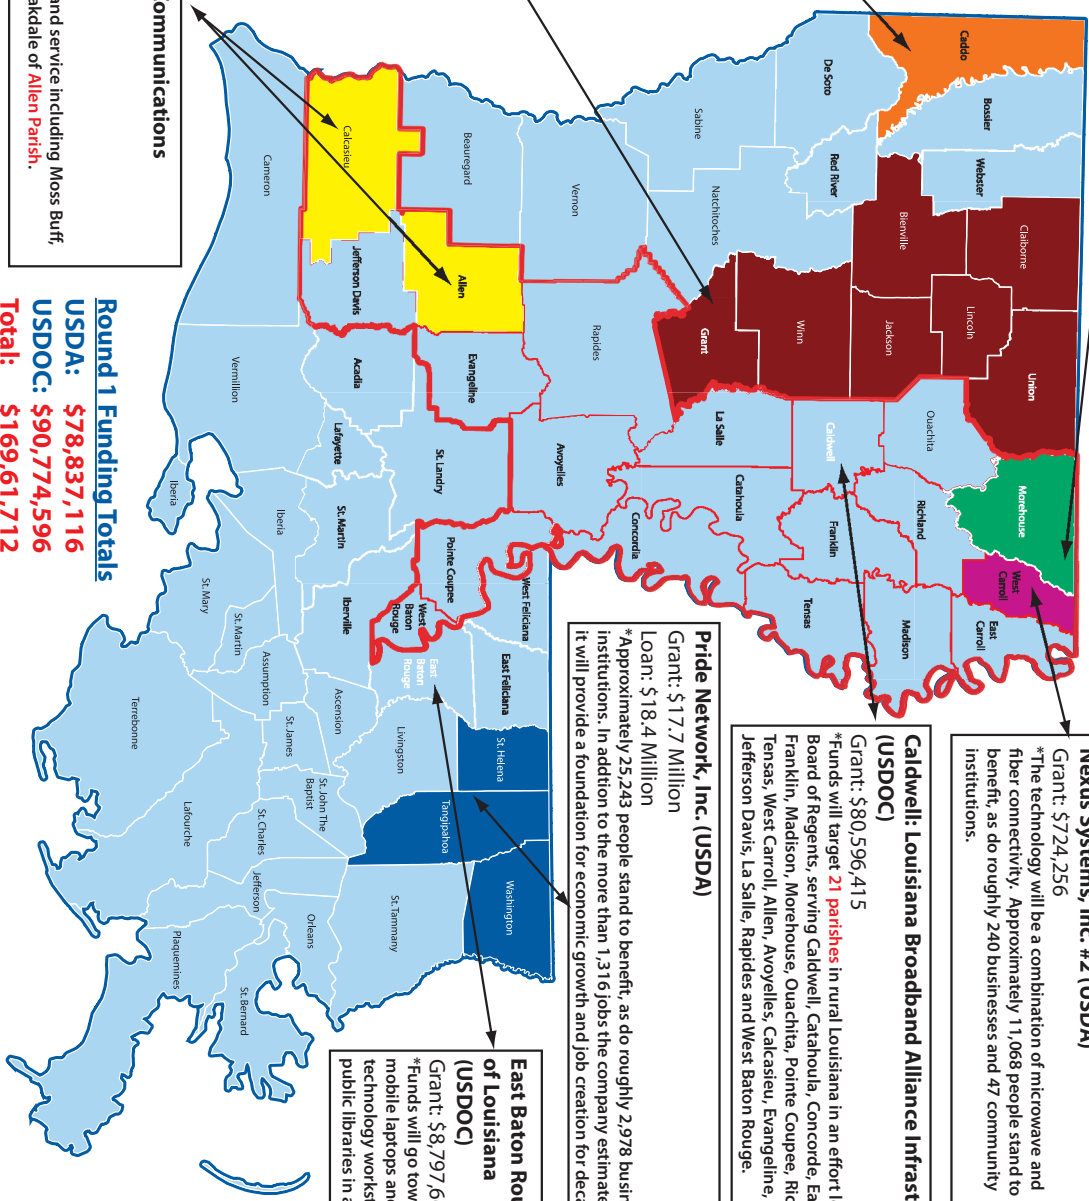 Nexus Systems, Inc. #2 (USDA)
Grant: $724,256
*The technology will be a combination of microwave and
fiber connectivity. Approximately 11,068 people stand to
benefit, as do roughly 240 businesses and 47 community
institutions.
Caldwell: Louisiana Broadband Alliance Infrast
(USDOC)
Grant: $80,596,415
*Funds will target 21 parishes in rural Louisiana in an effort l
Board of Regents, serving Caldwell, Catahoula, Concorde, Ea
Franklin, Madison, Morehouse, Ouachita, Pointe Coupee, Ric
Tensas, West Carroll, Allen, Avoyelles, Calcasieu, Evangeline,
Jefferson Davis, La Salle, Rapides and West Baton Rouge.
Pride Network, Inc. (USDA)
Grant: $17.7 Million
Loan: $18.4 Million
*Approximately 25,243 people stand to benefit, as do roughly 2,978 busin
institutions. In addtion to the more than 1,316 jobs the company estimate
it will provide a foundation for economic growth and job creation for deca
East Baton Rou
of Louisiana
(USDOC)
Grant: $8,797,6
*Funds will go tow
mobile laptops and
technology workst
public libraries in a
ommunications
and service including Moss Buff,
akdale of Allen Parish.
Round 1 Funding Totals
USDA: $78,837,116
USDOC: $90,774,596
Total: $169,61,712
Caddo
Bossier
Webster
Claiborne
Union
Morehouse
West
Carroll
East
Carroll
De Soto
Red River
Bienville
Lincoln
Jackson
Ouachita
Richland
Madison
Sabine
Natchitoches
Winn
Grant
Caldwell
Franklin
Tensas
La Salle
Catahoula
Concordia
Vernon
Rapides
Avoyelles
Beauregard
Allen
Evangeline
St. Landry
Pointe Coupee
West Feliciana
East Feliciana
St. Helena
Tangipahoa
Washington
Calcasieu
Jefferson Davis
Acadia
Lafayette
St. Martin
Iberville
West
Baton
Rouge
East
Baton
Rouge
Livingston
St. Tammany
Cameron
Vermillion
Iberia
Iberia
St. Mary
St. Martin
Assumption
Ascension
St. James
St. John The
Baptist
St. Charles
Jefferson
Orleans
Terrebonne
Lafourche
Plaquemines
St. Bernard